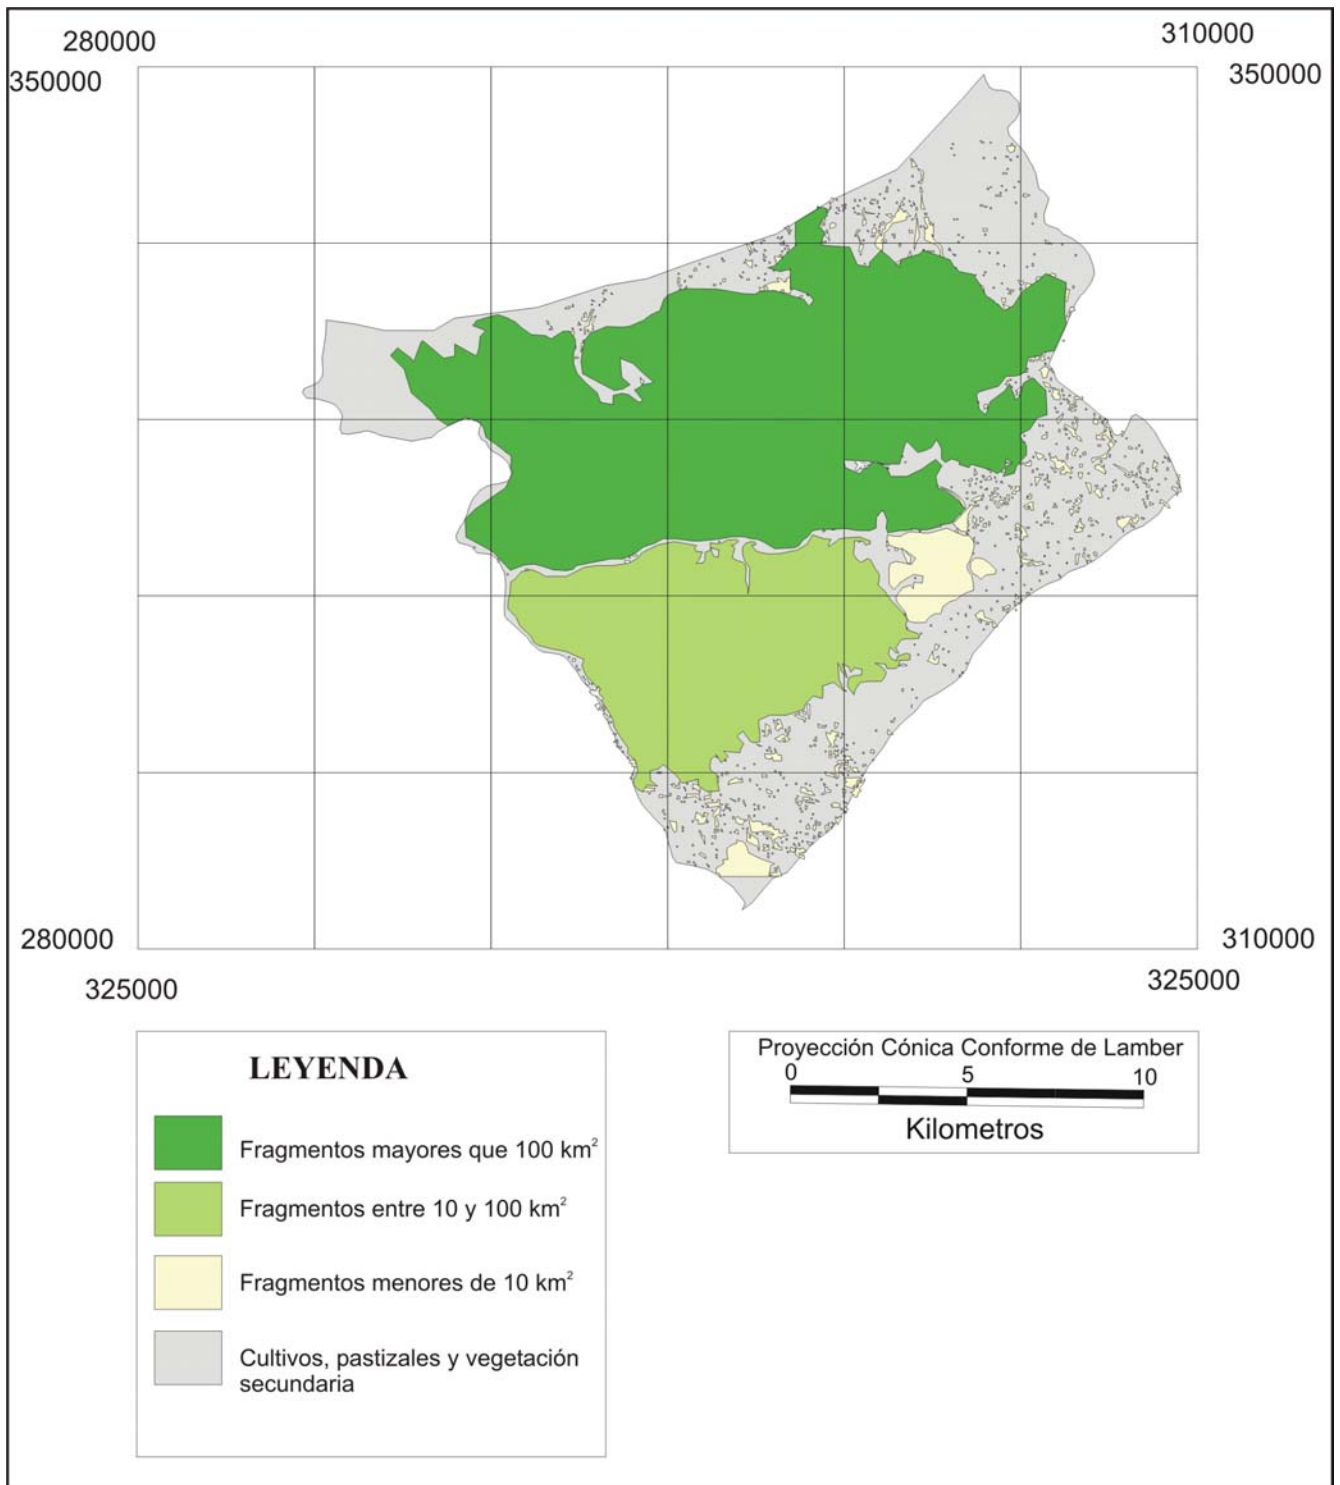 280000
310000
350000
350000
280000
310000
325000
325000
LEYENDA
Fragmentos mayores que 100 km²
Fragmentos entre 10 y 100 km²
Fragmentos menores de 10 km²
Cultivos, pastizales y vegetación
secundaria
Proyección Cónica Conforme de Lamber
0 5 10
Kilometros